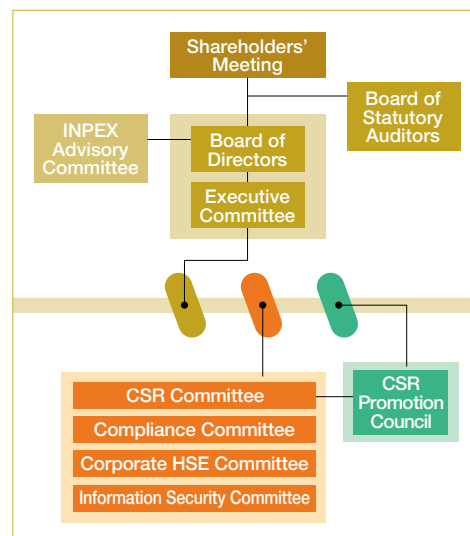 Shareholders'
Meeting
Board of
Statutory
Auditors
INPEX
Advisory
Committee
Board of
Directors
Executive
Committee
CSR Committee
Compliance Committee
Corporate HSE Committee
Information Security Committee
CSR
Promotion
Council